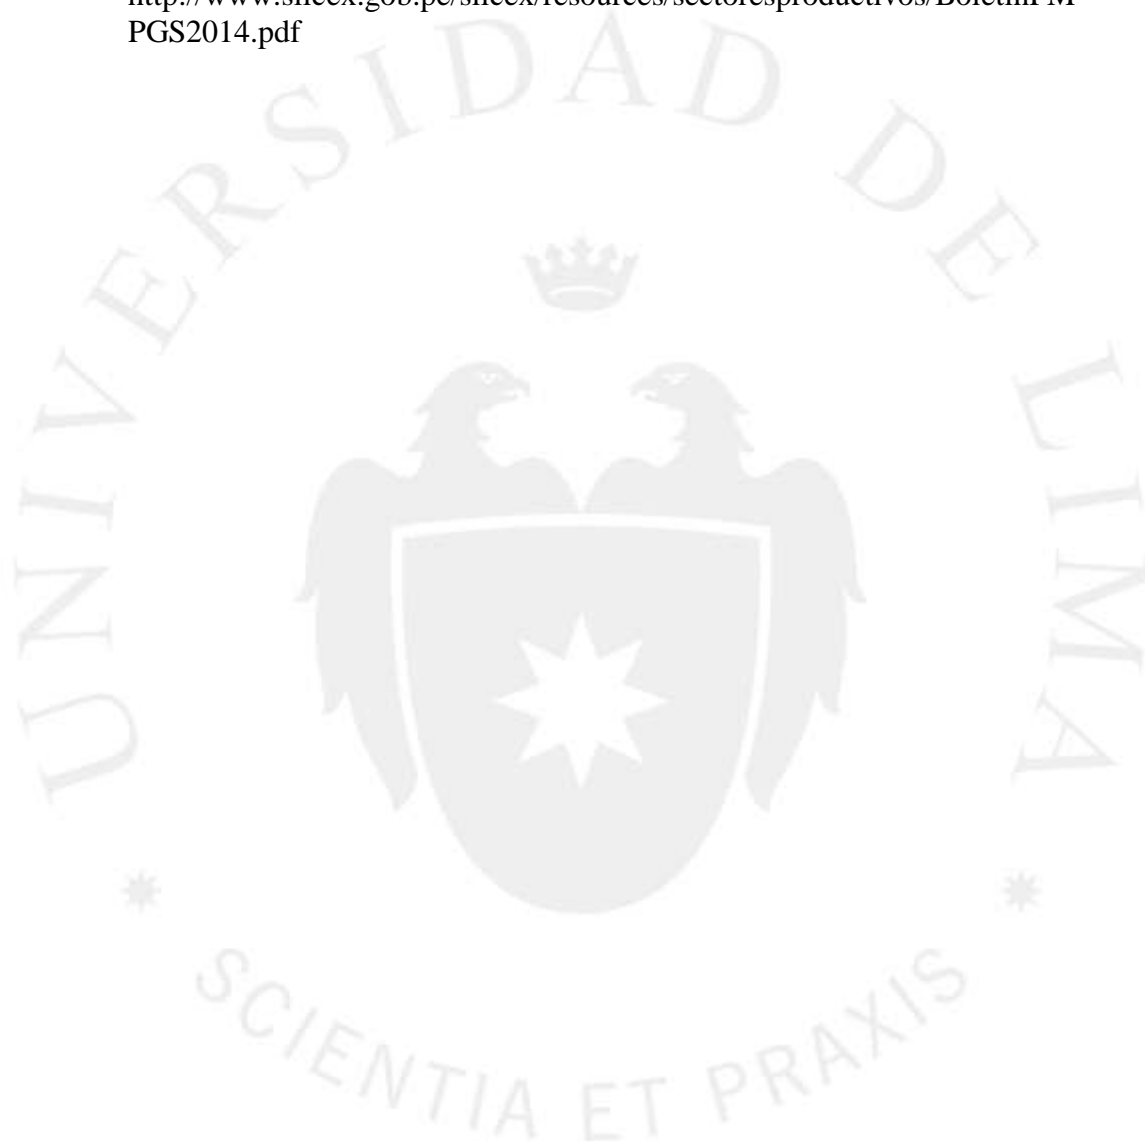 http://www.siicex.gob.pe/siicex/resources/sectoresproductivos/BoletinPM
PGS2014.pdf
UNIVERSIDAD DE LIMA
SCIENTIA ET PRAXIS